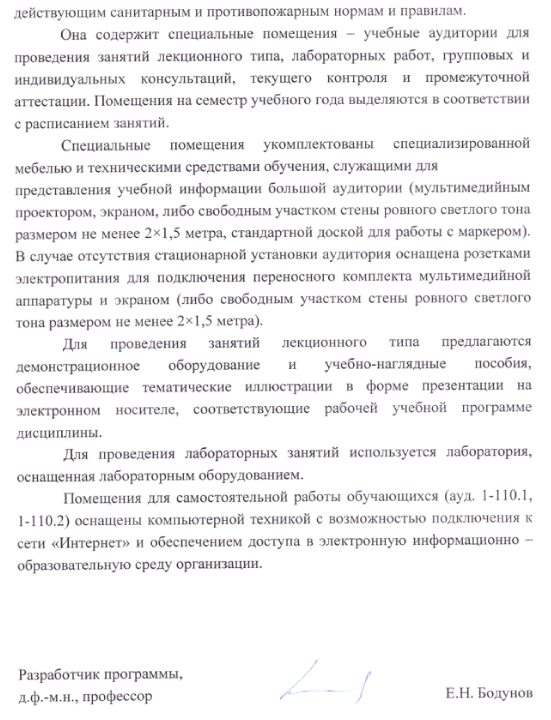 действующим санитарным и противопожарным нормам и правилам.
Она содержит специальные помещения – учебные аудитории для
проведения занятий лекционного типа, лабораторных работ, групповых и
индивидуальных консультаций, текущего контроля и промежуточной
аттестации. Помещения на семестр учебного года выделяются в соответствии
с расписанием занятий.
Специальные помещения укомплектованы специализированной
мебелью и техническими средствами обучения, служащими для
представления учебной информации большой аудитории (мультимедийным
проектором, экраном, либо свободным участком стены ровного светлого тона
размером не менее 2×1,5 метра, стандартной доской для работы с маркером).
В случае отсутствия стационарной установки аудитория оснащена розетками
электропитания для подключения переносного комплекта мультимедийной
аппаратуры и экраном (либо свободным участком стены ровного светлого
тона размером не менее 2×1,5 метра).
Для проведения занятий лекционного типа предлагаются
демонстрационное оборудование и учебно-наглядные пособия,
обеспечивающие тематические иллюстрации в форме презентации на
электронном носителе, соответствующие рабочей учебной программе
дисциплины.
Для проведения лабораторных занятий используется лаборатория,
оснащенная лабораторным оборудованием.
Помещения для самостоятельной работы обучающихся (ауд. 1-110.1,
1-110.2) оснащены компьютерной техникой с возможностью подключения к
сети «Интернет» и обеспечением доступа в электронную информационно –
образовательную среду организации.
Разработчик программы,
д.ф.-м.н., профессор Е.Н. Бодунов